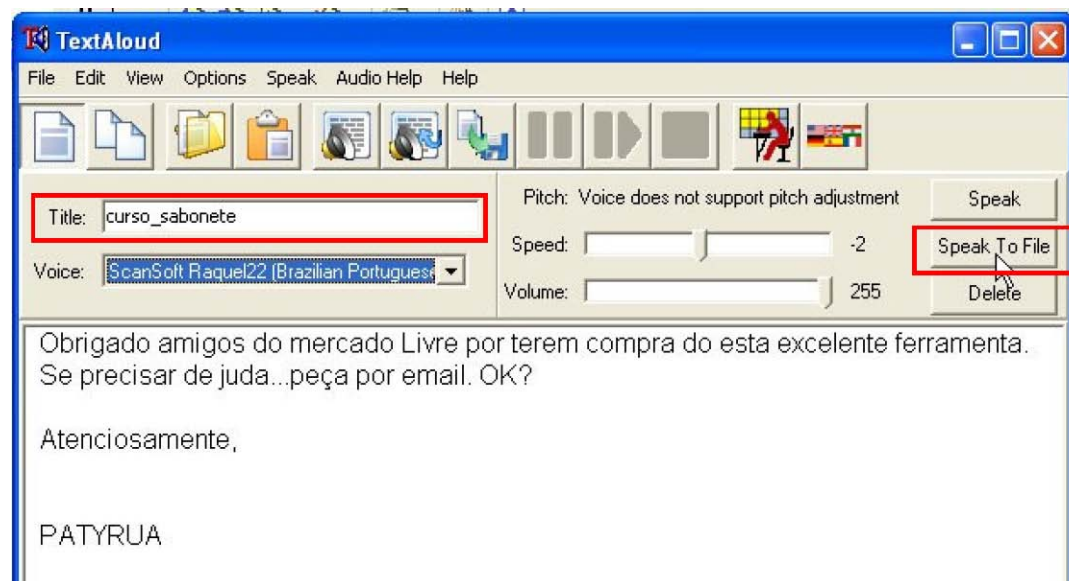 TextAloud
File Edit View Options Speak Audio Help Help
Title: curso_sabonete
Pitch: Voice does not support pitch adjustment
Speak
Speed: -2
Speak To File
Voice: ScanSoft Raquel22 (Brazilian Portuguese
Volume: 255
Delete
Obrigado amigos do mercado Livre por terem compra do esta excelente ferramenta.
Se precisar de juda...peça por email. OK?
Atenciosamente,
PATYRUA